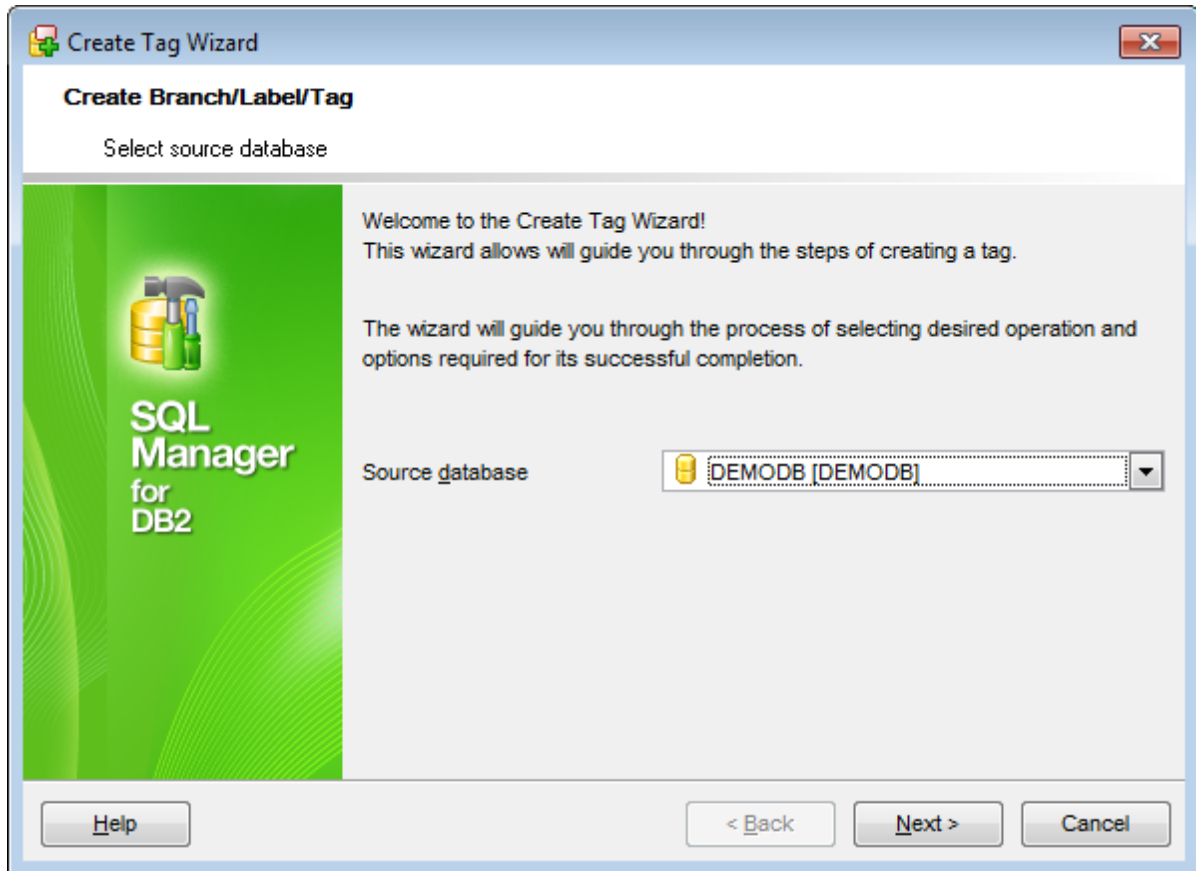 Create Tag Wizard
Create Branch/Label/Tag
Select source database
Welcome to the Create Tag Wizard!
This wizard allows will guide you through the steps of creating a tag.
The wizard will guide you through the process of selecting desired operation and
options required for its successful completion.
SQL
Manager
for
DB2
Source database
DEMODB [DEMODB]
Help
< Back
Next >
Cancel